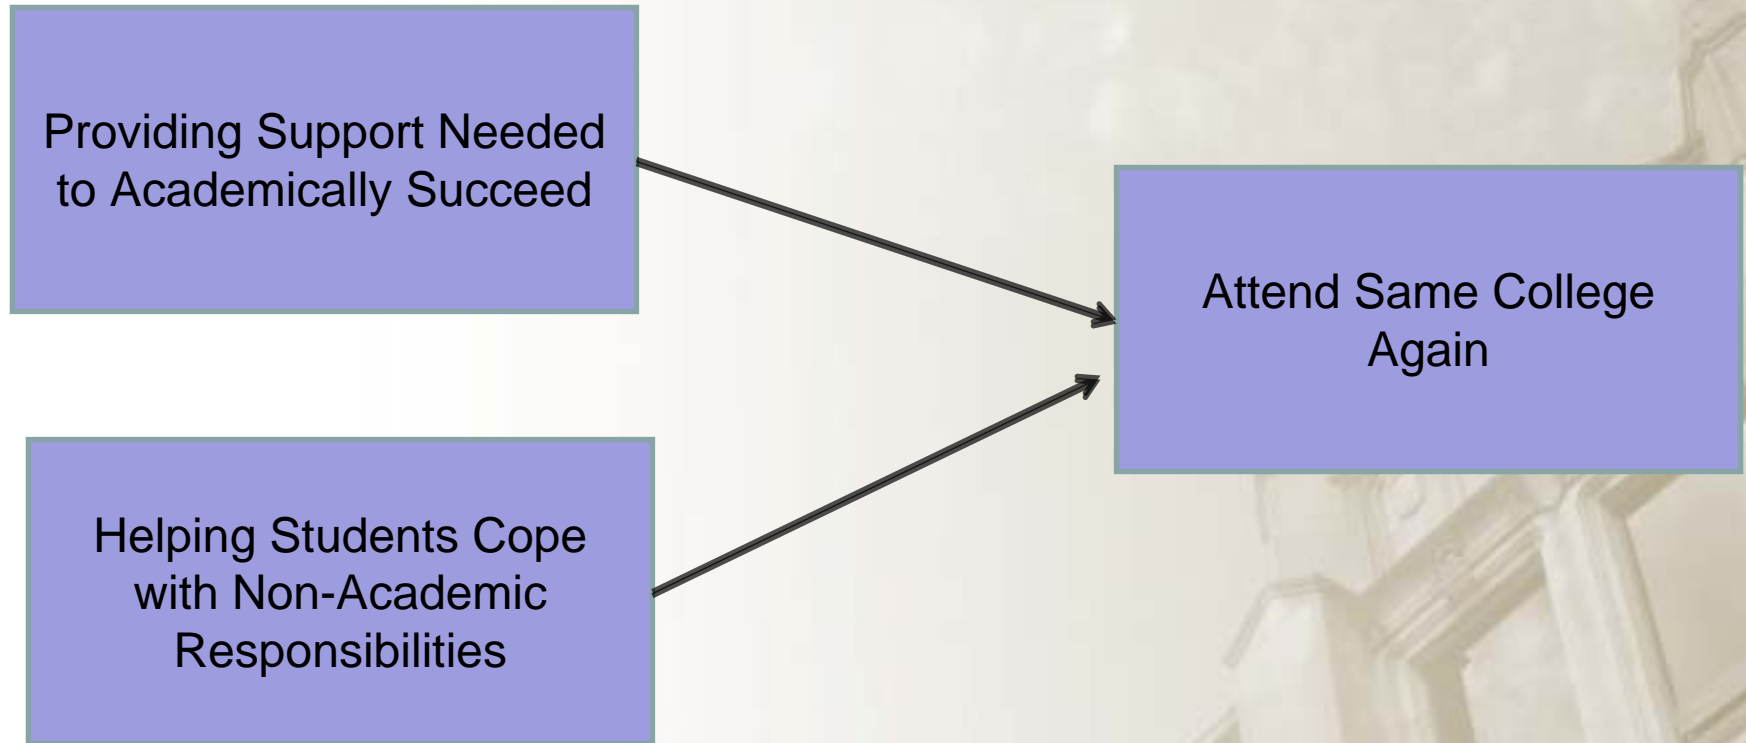 Providing Support Needed
to Academically Succeed
Attend Same College
Again
Helping Students Cope
with Non-Academic
Responsibilities